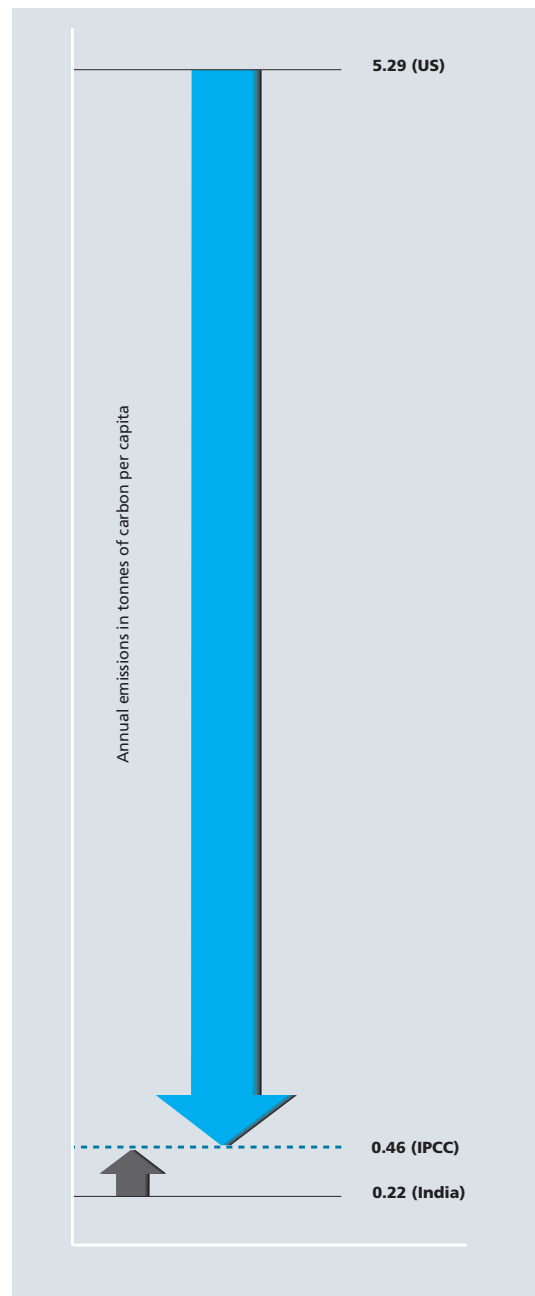 5.29 (US)
Annual emissions in tonnes of carbon per capita
0.46 (IPCC)
0.22 (India)